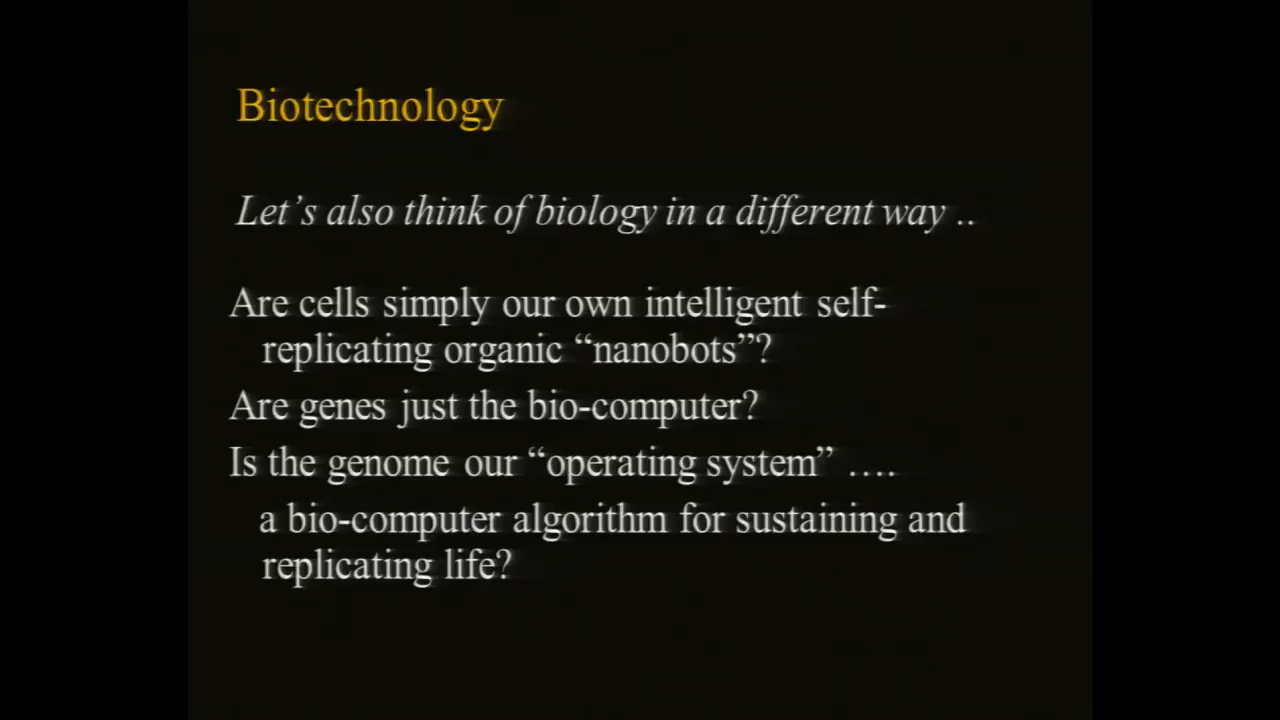 Biotechnology
Let’s also think of biology in a different way ..
Are cells simply our own intelligent self-
replicating organic “nanobots”?
Are genes just the bio-computer?
Is the genome our “operating system” ….
a bio-computer algorithm for sustaining and
replicating life?